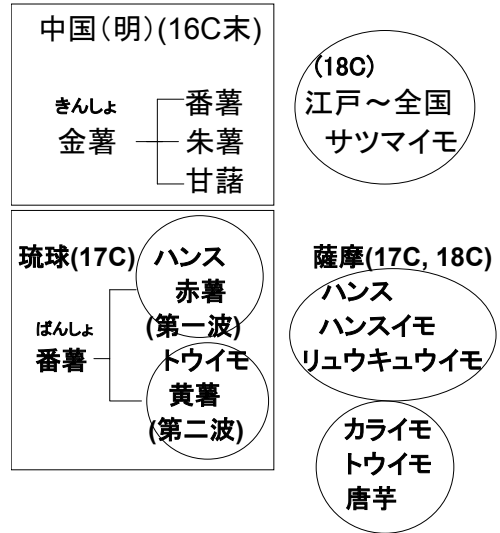 中国(明)(16C末)
きんしょ
金薯
番薯
朱薯
甘藷
(18C)
江戸～全国
サツマイモ
琉球(17C)
ばんしょ
番薯
ハンス
赤薯
(第一波)
トウイモ
黄薯
(第二波)
薩摩(17C, 18C)
ハンス
ハンスイモ
リュウキュウイモ
カライモ
トウイモ
唐芋